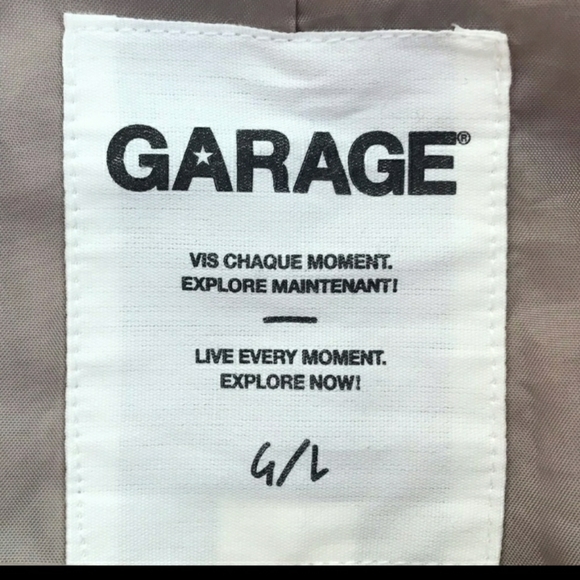 GARAGE®
VIS CHAQUE MOMENT.
EXPLORE MAINTENANT!
LIVE EVERY MOMENT.
EXPLORE NOW!
G/L